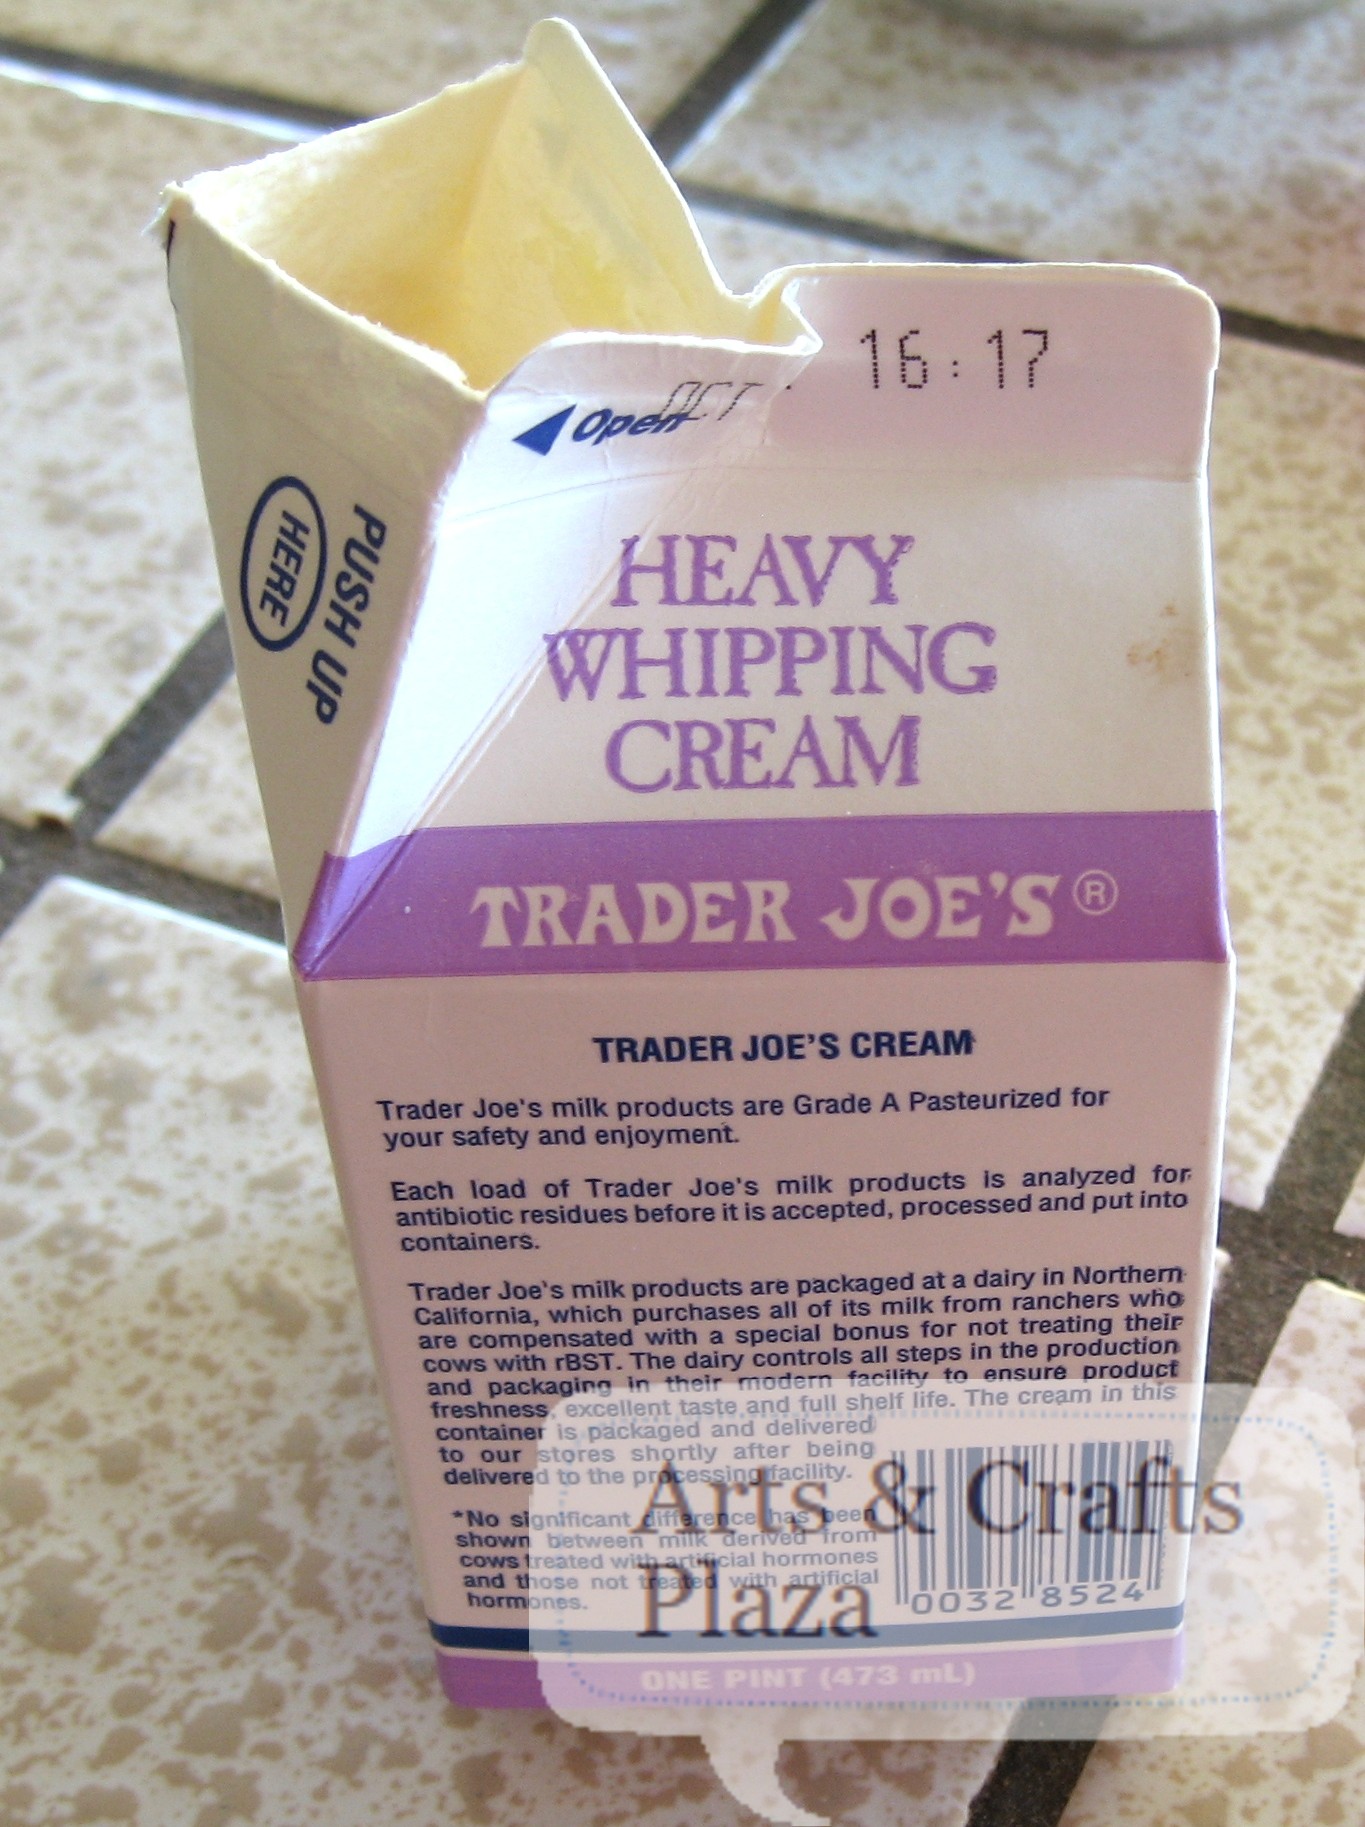 OCT 16:17
Open
PUSH UP
HERE
HEAVY
WHIPPING
CREAM
TRADER JOE'S®
TRADER JOE'S CREAM
Trader Joe's milk products are Grade A Pasteurized for
your safety and enjoyment.
Each load of Trader Joe's milk products is analyzed for
antibiotic residues before it is accepted, processed and put into
containers.
Trader Joe's milk products are packaged at a dairy in Northern
California, which purchases all of its milk from ranchers who
are compensated with a special bonus for not treating their
cows with rBST. The dairy controls all steps in the production
and packaging in their modern facility to ensure product
freshness, excellent taste and full shelf life. The cream in this
container is packaged and delivered
to our stores shortly after being
delivered to the processing facility.
*No significant difference has been
shown between milk derived from
cows treated with artificial hormones
and those not treated with artificial
hormones.
0032 8524
Arts & Crafts
Plaza
ONE PINT (473 mL)